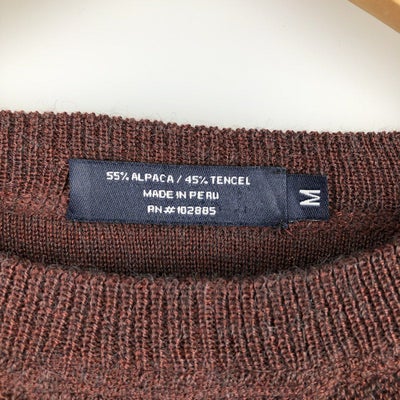 55% ALPACA / 45% TENCEL
MADE IN PERU
RN# 102885
M